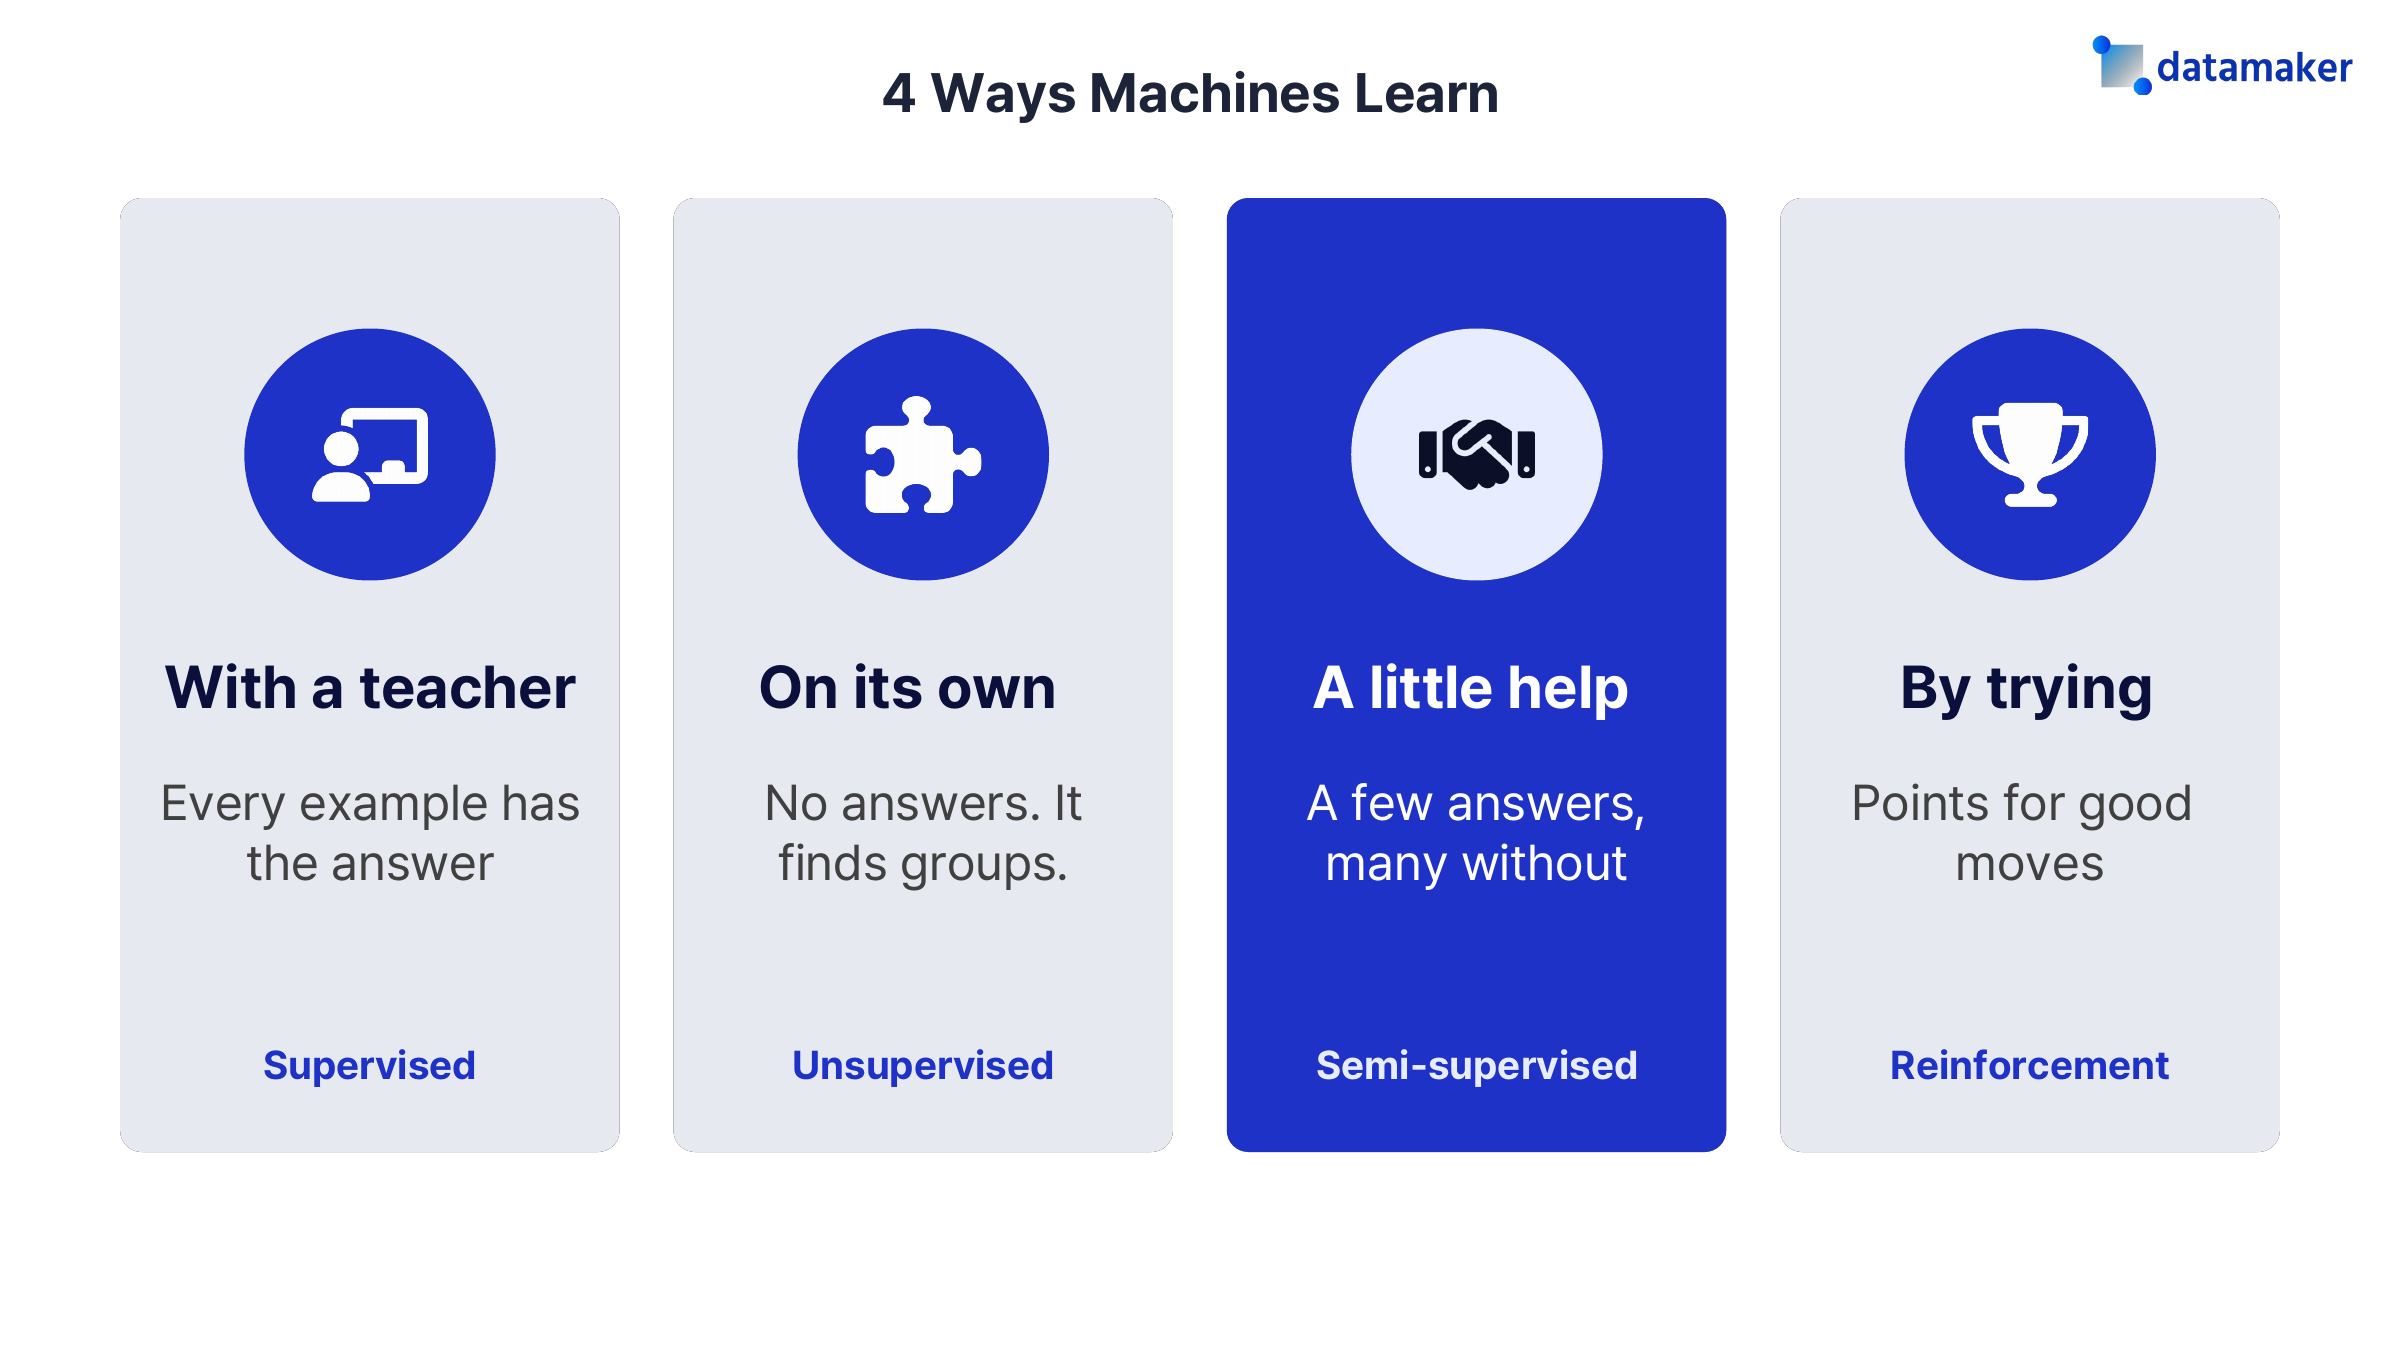 4 Ways Machines Learn
datamaker
With a teacher
Every example has
the answer
Supervised
On its own
No answers. It
finds groups.
Unsupervised
A little help
A few answers,
many without
Semi-supervised
By trying
Points for good
moves
Reinforcement